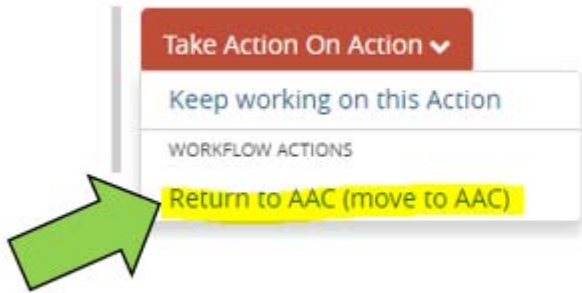 Take Action On Action
Keep working on this Action
WORKFLOW ACTIONS
Return to AAC (move to AAC)